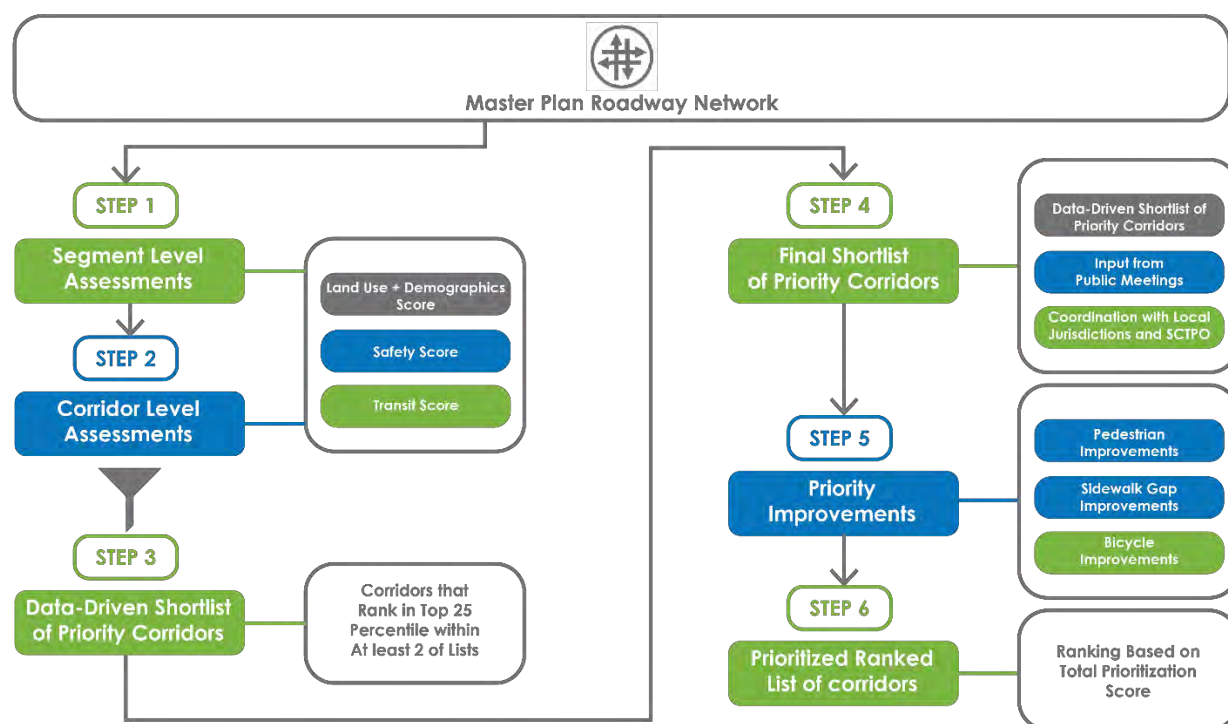 Master Plan Roadway Network
STEP 1
Segment Level
Assessments
STEP 2
Corridor Level
Assessments
Land Use + Demographics
Score
Safety Score
Transit Score
STEP 3
Data-Driven Shortlist
of Priority Corridors
Corridors that
Rank in Top 25
Percentile within
At least 2 of Lists
STEP 4
Final Shortlist
of Priority Corridors
Data-Driven Shortlist of
Priority Corridors
Input from
Public Meetings
Coordination with Local
Jurisdictions and SCTPO
STEP 5
Priority
Improvements
Pedestrian
Improvements
Sidewalk Gap
Improvements
Bicycle
Improvements
STEP 6
Prioritized Ranked
List of corridors
Ranking Based on
Total Prioritization
Score